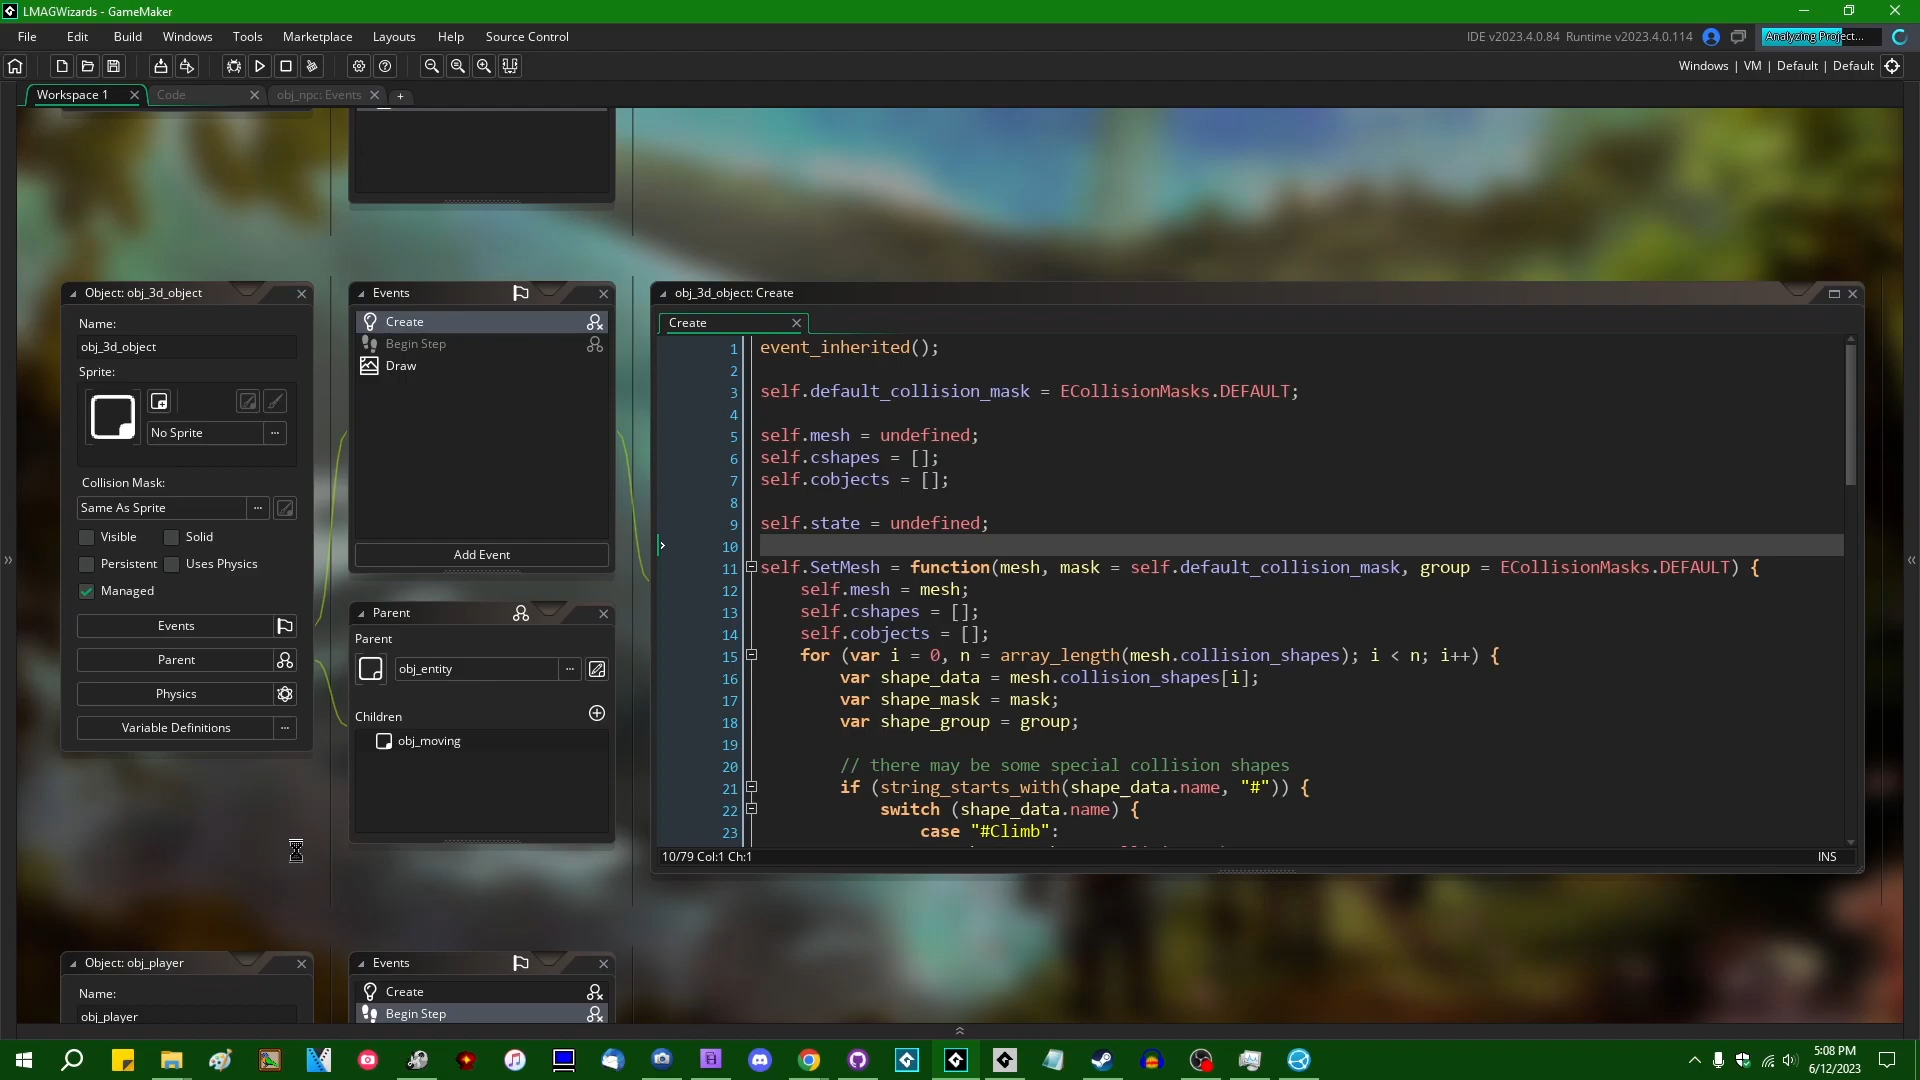 LMAGWizards - GameMaker
File Edit Build Windows Tools Marketplace Layouts Help Source Control
IDE v2023.4.0.84 Runtime v2023.4.0.114
Analyzing Project...
Windows | VM | Default | Default
Workspace 1
Code
obj_npc: Events
Object: obj_3d_object
Name:
obj_3d_object
Sprite:
No Sprite
Collision Mask:
Same As Sprite
Visible
Solid
Persistent
Uses Physics
Managed
Events
Parent
Physics
Variable Definitions
Events
Create
Begin Step
Draw
Add Event
Parent
Parent
obj_entity
Children
obj_moving
obj_3d_object: Create
Create
1 event_inherited();
2
3 self.default_collision_mask = ECollisionMasks.DEFAULT;
4
5 self.mesh = undefined;
6 self.cshapes = [];
7 self.cobjects = [];
8
9 self.state = undefined;
10
11 self.SetMesh = function(mesh, mask = self.default_collision_mask, group = ECollisionMasks.DEFAULT) {
12 self.mesh = mesh;
13 self.cshapes = [];
14 self.cobjects = [];
15 for (var i = 0, n = array_length(mesh.collision_shapes); i < n; i++) {
16 var shape_data = mesh.collision_shapes[i];
17 var shape_mask = mask;
18 var shape_group = group;
19
20 // there may be some special collision shapes
21 if (string_starts_with(shape_data.name, "#")) {
22 switch (shape_data.name) {
23 case "#Climb":
10/79 Col:1 Ch:1
INS
Object: obj_player
Name:
obj_player
Events
Create
Begin Step
5:08 PM
6/12/2023